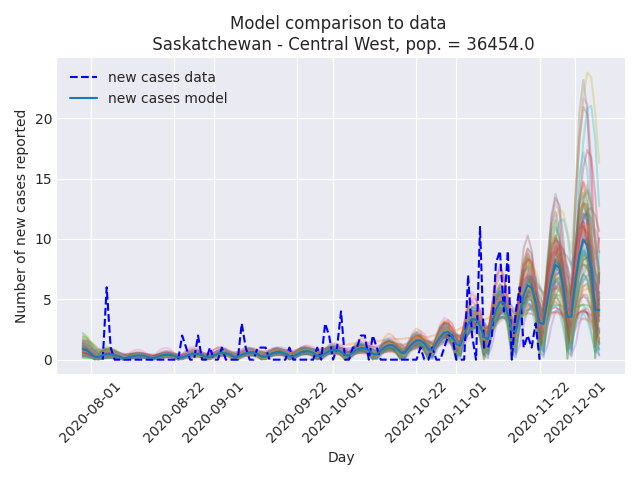 Model comparison to data
Saskatchewan - Central West, pop. = 36454.0
new cases data
new cases model
Number of new cases reported
20
15
10
5
0
2020-08-01
2020-08-22
2020-09-01
2020-09-22
2020-10-01
2020-10-22
2020-11-01
2020-11-22
2020-12-01
Day